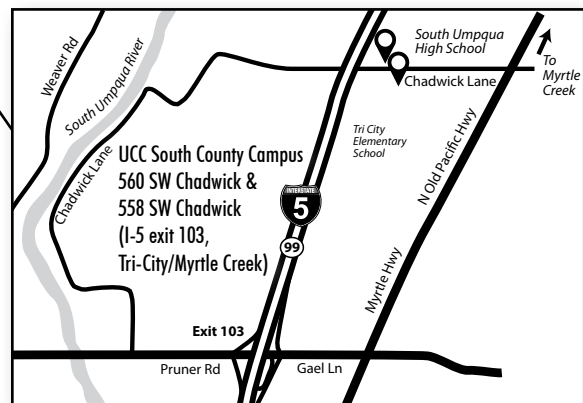 Weaver Rd
South Umpqua River
Chadwick Lane
South Umpqua
High School
To
Myrtle
Creek
Chadwick Lane
Tri City
Elementary
School
N Old Pacific Hwy
Myrtle Hwy
UCC South County Campus
560 SW Chadwick &
558 SW Chadwick
(I-5 exit 103,
Tri-City/Myrtle Creek)
INTERSTATE
5
99
Exit 103
Pruner Rd
Gael Ln